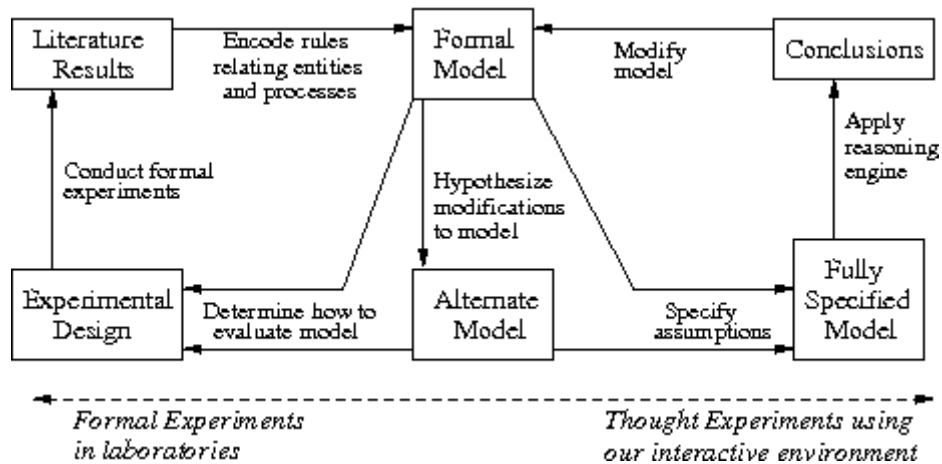 Literature
Results
Encode rules
relating entities
and processes
Formal
Model
Modify
model
Conclusions
Conduct formal
experiments
Hypothesize
modifications
to model
Apply
reasoning
engine
Experimental
Design
Determine how to
evaluate model
Alternate
Model
Specify
assumptions
Fully
Specified
Model
Formal Experiments
in laboratories
Thought Experiments using
our interactive environment